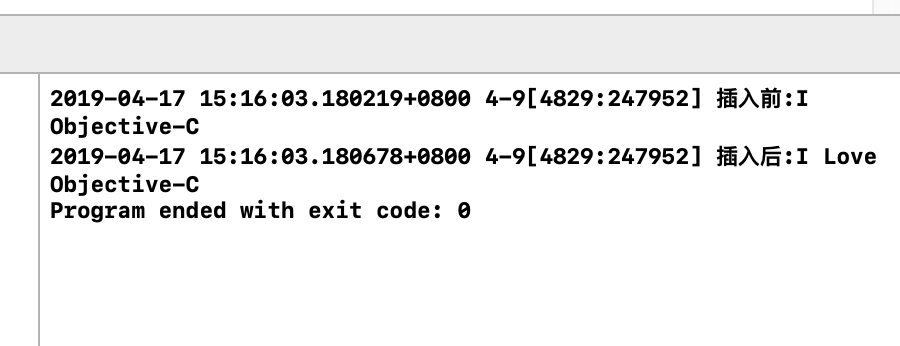 2019-04-17 15:16:03.180219+0800 4-9[4829:247952] 插入前:I
Objective-C
2019-04-17 15:16:03.180678+0800 4-9[4829:247952] 插入后:I Love
Objective-C
Program ended with exit code: 0